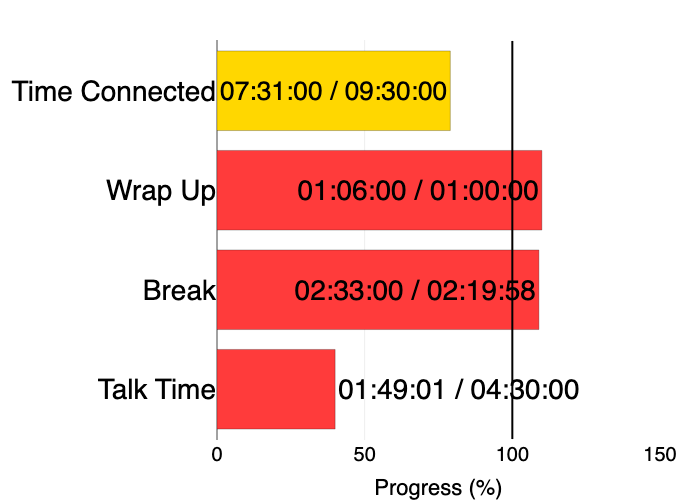 Time Connected 07:31:00 / 09:30:00
Wrap Up 01:06:00 / 01:00:00
Break 02:33:00 / 02:19:58
Talk Time 01:49:01 / 04:30:00
0 50 100 150
Progress (%)